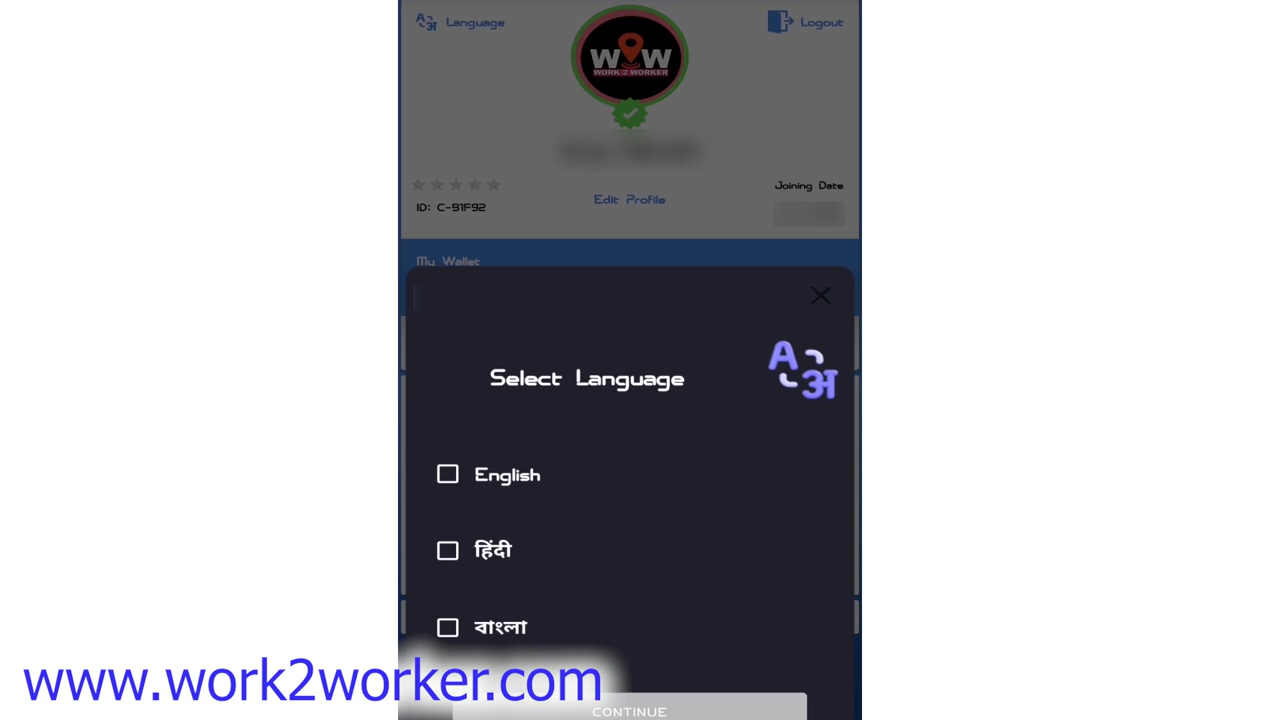 Language
Logout
WORK 2 WORKER
Edit Profile
Joining Date
ID: C-91F92
My Wallet
Select Language
English
हिंदी
বাংলা
www.work2worker.com
CONTINUE